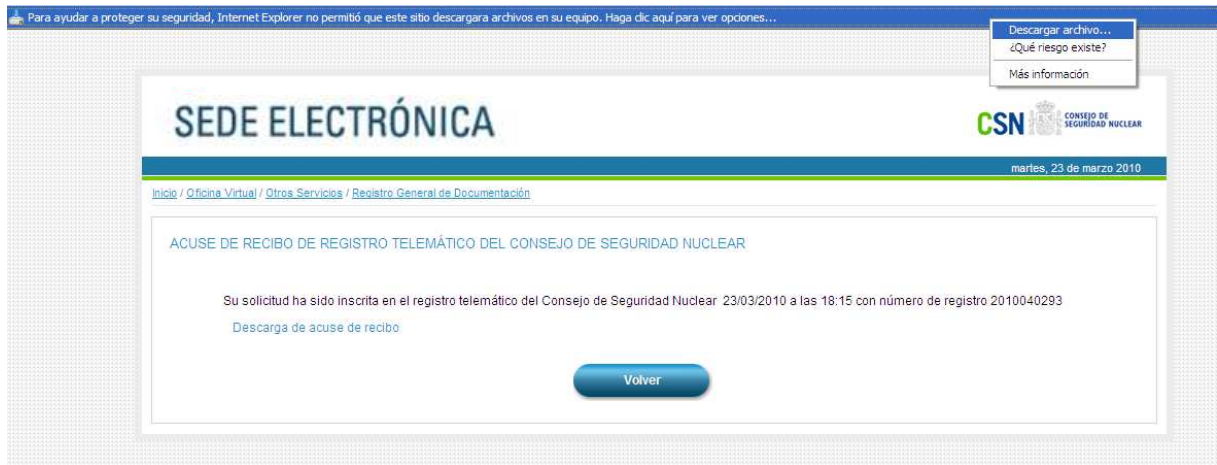 Para ayudar a proteger su seguridad, Internet Explorer no permitió que este sitio descargara archivos en su equipo. Haga clic aquí para ver opciones...
Descargar archivo...
¿Qué riesgo existe?
Más información
SEDE ELECTRÓNICA
CSN CONSEJO DE
SEGURIDAD NUCLEAR
martes, 23 de marzo 2010
Inicio / Oficina Virtual / Otros Servicios / Registro General de Documentación
ACUSE DE RECIBO DE REGISTRO TELEMÁTICO DEL CONSEJO DE SEGURIDAD NUCLEAR
Su solicitud ha sido inscrita en el registro telemático del Consejo de Seguridad Nuclear 23/03/2010 a las 18:15 con número de registro 2010040293
Descarga de acuse de recibo
Volver